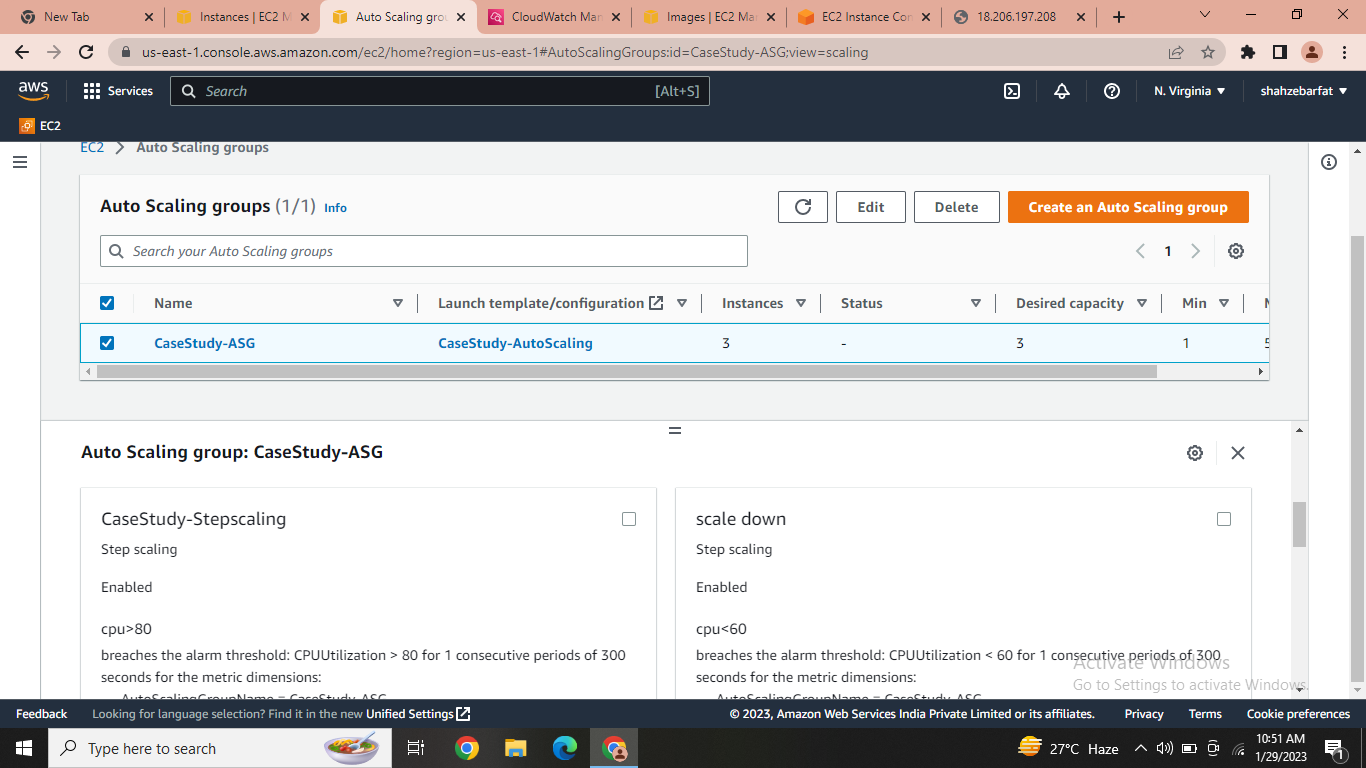 New Tab
Instances | EC2 M
Auto Scaling grou
CloudWatch Man
Images | EC2 Man
EC2 Instance Con
18.206.197.208
us-east-1.console.aws.amazon.com/ec2/home?region=us-east-1#AutoScalingGroups:id=CaseStudy-ASG;view=scaling
aws
Services
Search
[Alt+S]
N. Virginia
shahzebarfat
EC2
EC2 > Auto Scaling groups
Auto Scaling groups (1/1) Info
Edit
Delete
Create an Auto Scaling group
Search your Auto Scaling groups
1
Name
Launch template/configuration
Instances
Status
Desired capacity
Min
CaseStudy-ASG
CaseStudy-AutoScaling
3
-
3
1
5
Auto Scaling group: CaseStudy-ASG
CaseStudy-Stepscaling
Step scaling
Enabled
cpu>80
breaches the alarm threshold: CPUUtilization > 80 for 1 consecutive periods of 300
seconds for the metric dimensions:
AutoScalingGroupName = CaseStudy-ASG
scale down
Step scaling
Enabled
cpu<60
breaches the alarm threshold: CPUUtilization < 60 for 1 consecutive periods of 300
seconds for the metric dimensions:
AutoScalingGroupName = CaseStudy-ASG
Activate Windows
Go to Settings to activate Windows.
Feedback
Looking for language selection? Find it in the new Unified Settings
© 2023, Amazon Web Services India Private Limited or its affiliates.
Privacy
Terms
Cookie preferences
Type here to search
27°C Haze
10:51 AM
1/29/2023
1